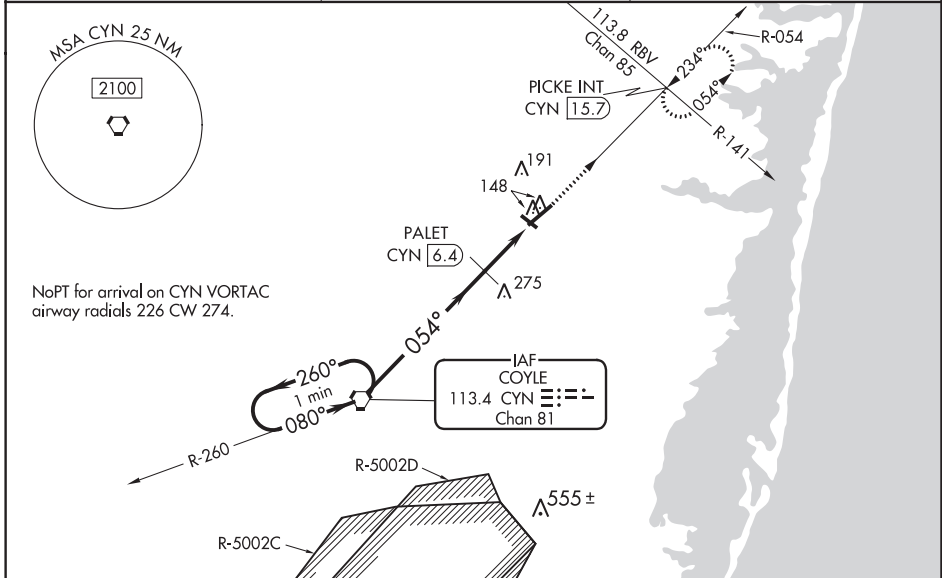 MSA CYN 25 NM
2100
113.8 RBV
Chan 85
R-054
234°
054°
PICKE INT
CYN 15.7
R-141
191
148
PALET
CYN 6.4
275
NoPT for arrival on CYN VORTAC
airway radials 226 CW 274.
054°
260°
1 min
080°
IAF
COYLE
113.4 CYN
Chan 81
R-260
R-5002D
555 ±
R-5002C